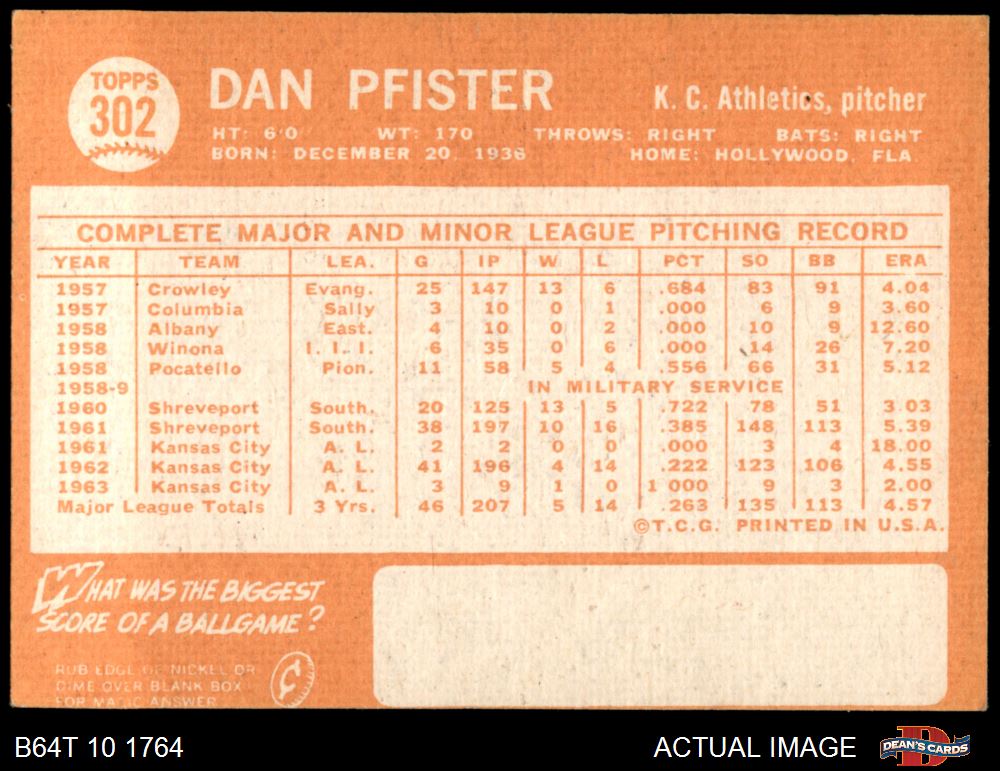 TOPPS
302
DAN PFISTER
K. C. Athletics, pitcher
HT: 6'0 WT: 170 THROWS: RIGHT BATS: RIGHT
BORN: DECEMBER 20, 1936 HOME: HOLLYWOOD, FLA
COMPLETE MAJOR AND MINOR LEAGUE PITCHING RECORD
YEAR TEAM LEA. G IP W L PCT SO BB ERA
1957 Crowley Evang. 25 147 13 6 .684 83 91 4.04
1957 Columbia Sally 3 10 0 1 .000 6 9 3.60
1958 Albany East. 4 10 0 2 .000 10 9 12.60
1958 Winona I. I. I. 6 35 0 6 .000 14 26 7.20
1958 Pocatello Pion. 11 58 5 4 .556 66 31 5.12
1958-9 IN MILITARY SERVICE
1960 Shreveport South. 20 125 13 5 .722 78 51 3.03
1961 Shreveport South. 38 197 10 16 .385 148 113 5.39
1961 Kansas City A. L. 2 2 0 0 .000 3 4 18.00
1962 Kansas City A. L. 41 196 4 14 .222 123 106 4.55
1963 Kansas City A. L. 3 9 1 0 1 000 9 3 2.00
Major League Totals 3 Yrs. 46 207 5 14 .263 135 113 4.57
©T.C.G. PRINTED IN U.S.A.
WHAT WAS THE BIGGEST
SCORE OF A BALLGAME?
RUB EDGE OF NICKEL OR
DIME OVER BLANK BOX
FOR MAGIC ANSWER
B64T 10 1764
ACTUAL IMAGE
DEAN'S CARDS